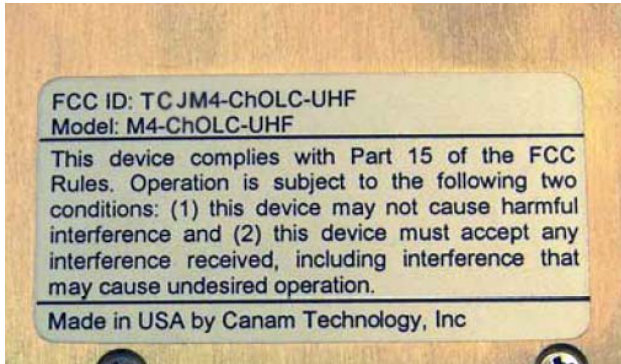 FCC ID: TCJM4-ChOLC-UHF
Model: M4-ChOLC-UHF
This device complies with Part 15 of the FCC
Rules. Operation is subject to the following two
conditions: (1) this device may not cause harmful
interference and (2) this device must accept any
interference received, including interference that
may cause undesired operation.
Made in USA by Canam Technology, Inc